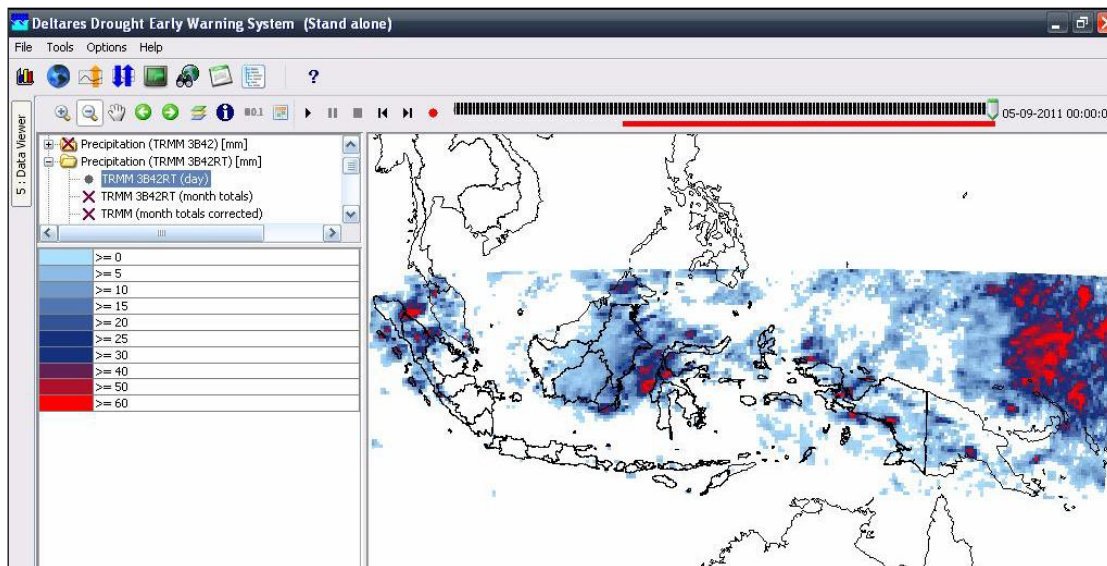 Deltares Drought Early Warning System (Stand alone)
File Tools Options Help
?
5 : Data Viewer
05-09-2011 00:00:0
Precipitation (TRMM 3B42) [mm]
Precipitation (TRMM 3B42RT) [mm]
TRMM 3B42RT (day)
TRMM 3B42RT (month totals)
TRMM (month totals corrected)
>= 0
>= 5
>= 10
>= 15
>= 20
>= 25
>= 30
>= 40
>= 50
>= 60